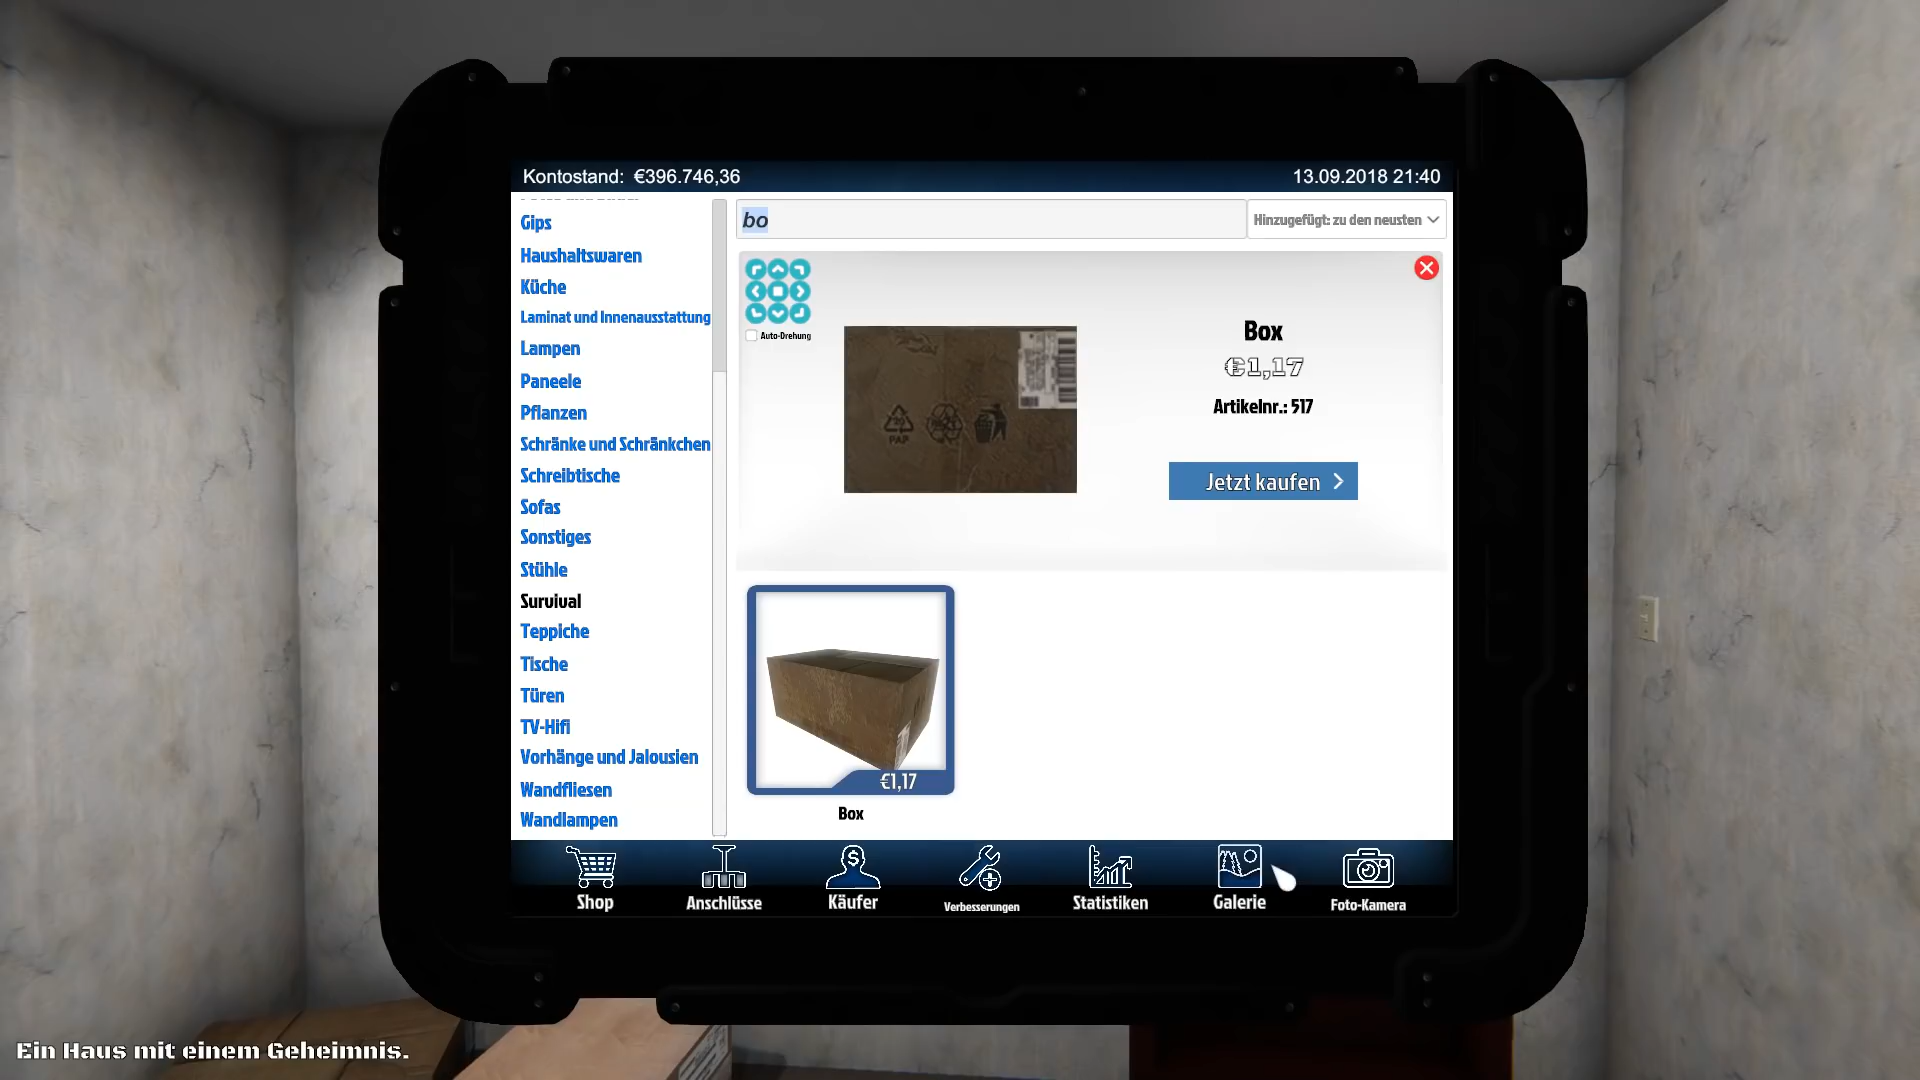 Kontostand: €396.746,36
13.09.2018 21:40
Gips
Haushaltswaren
Küche
Laminat und Innenausstattung
Lampen
Paneele
Pflanzen
Schränke und Schränkchen
Schreibtische
Sofas
Sonstiges
Stühle
Survival
Teppiche
Tische
Türen
TV-Hifi
Vorhänge und Jalousien
Wandfliesen
Wandlampen
bo
Hinzugefügt: zu den neusten
Auto-Drehung
PAP
Box
€1,17
Artikelnr.: 517
Jetzt kaufen
€1,17
Box
Shop
Anschlüsse
Käufer
Verbesserungen
Statistiken
Galerie
Foto-Kamera
Ein Haus mit einem Geheimnis.